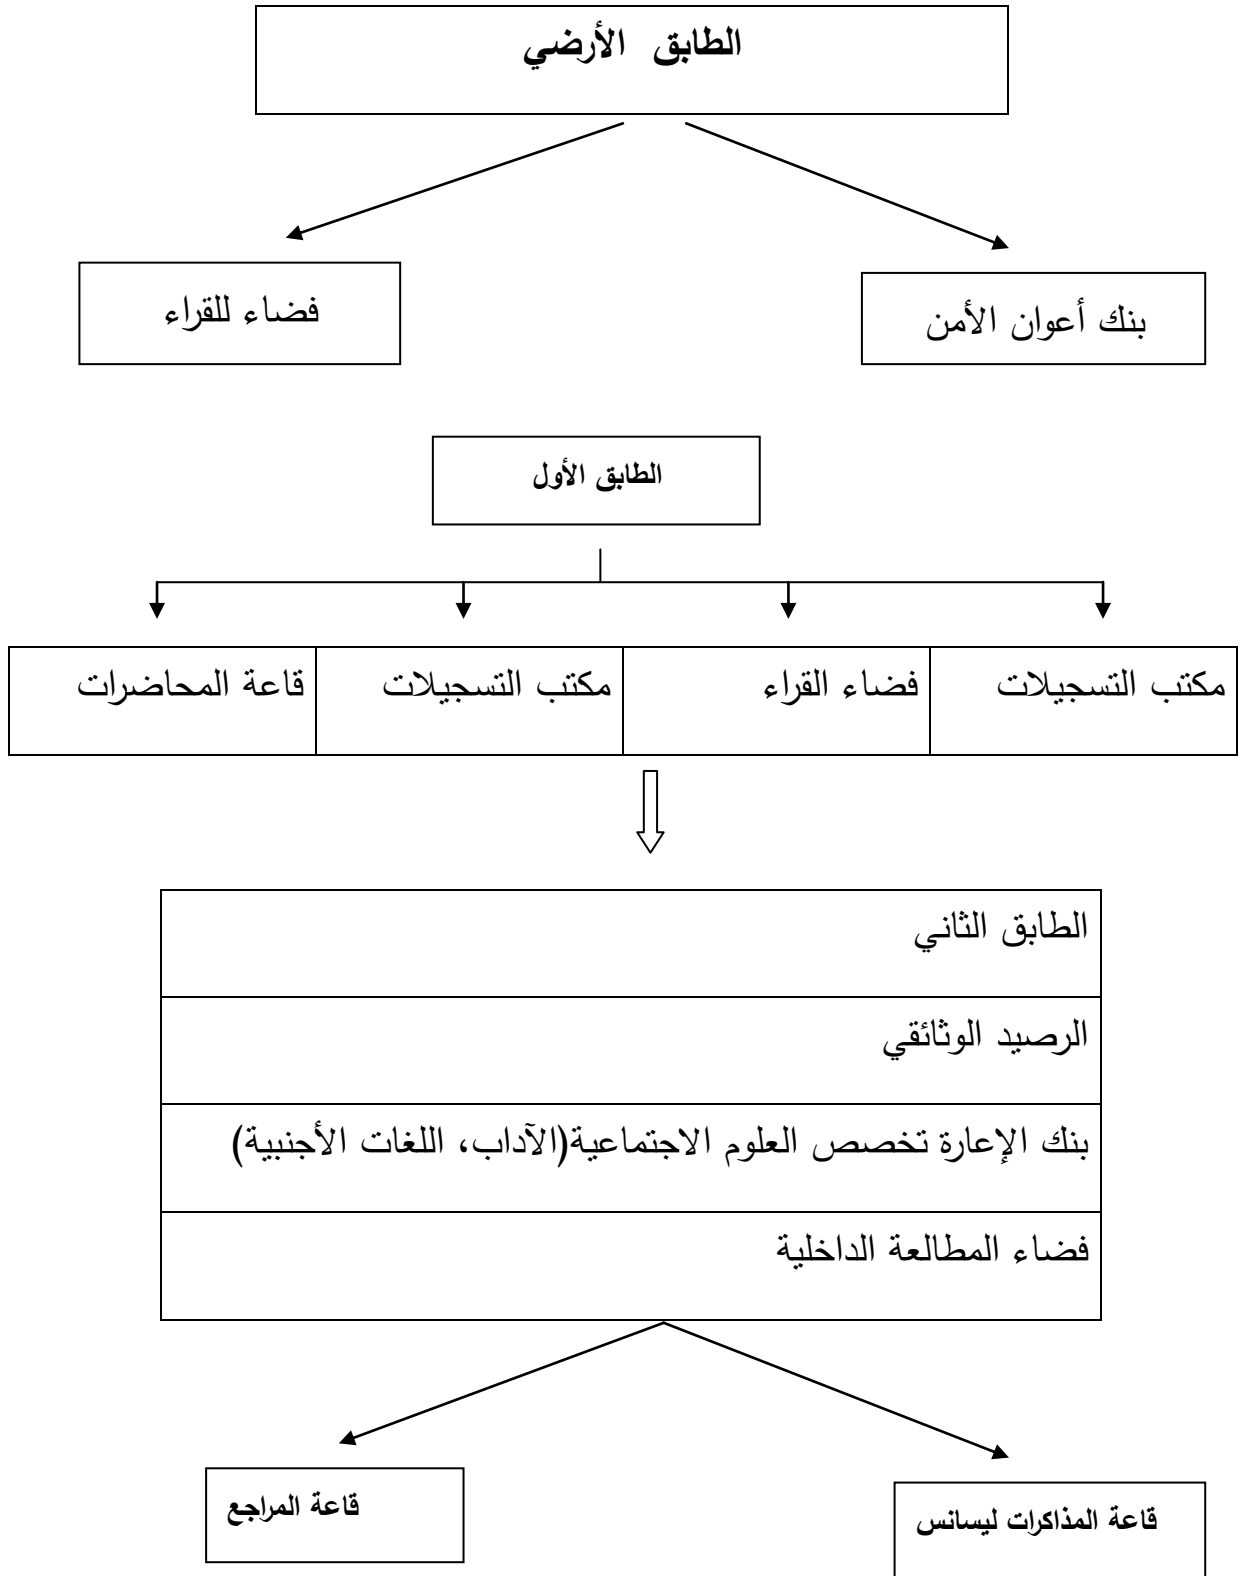 الطابق الأرضي
بنك أعوان الأمن
فضاء للقراء
الطابق الأول
مكتب التسجيلات
فضاء القراء
مكتب التسجيلات
قاعة المحاضرات
الطابق الثاني
الرصيد الوثائقي
بنك الإعارة تخصص العلوم الاجتماعية(الآداب، اللغات الأجنبية)
فضاء المطالعة الداخلية
قاعة المذاكرات ليسانس
قاعة المراجع